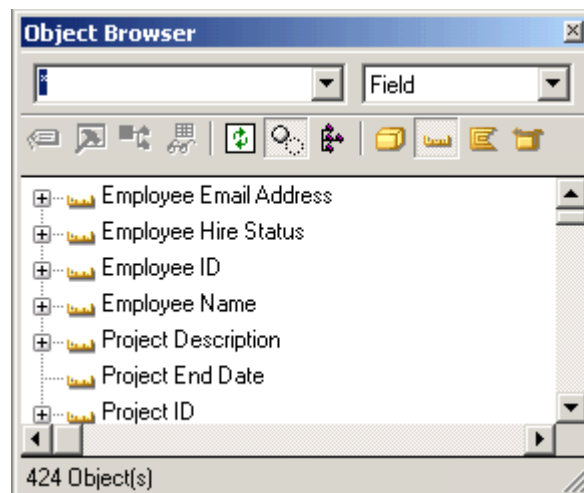 Object Browser
* Field
Employee Email Address
Employee Hire Status
Employee ID
Employee Name
Project Description
Project End Date
Project ID
424 Object(s)